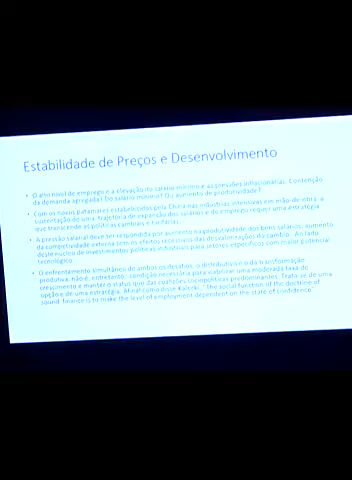 Estabilidade de Preços e Desenvolvimento
• O alto nível de emprego e a elevação do salário mínimo e as pressões inflacionárias. Contenção
da demanda agregada? Do salário mínimo? Ou aumento de produtividade?
• Com os novos patamares estabelecidos pela China nas indústrias intensivas em mão-de-obra, a
sustentação de uma trajetória de expansão dos salários e do emprego requer uma estratégia
que transcende as políticas cambiais e tarifárias.
• A pressão salarial deve ser respondida por aumento na produtividade dos bens salários, aumento
da competividade externa sem os efeitos recessivos das desvalorizações do câmbio. Ao lado
deste núcleo de investimentos políticas industriais para setores específicos com maior potencial
tecnológico.
• O enfrentamento simultâneo de ambos os desafios, o distributivo e o da transformação
produtiva, não é, entretanto, condição necessária para viabilizar uma moderada taxa de
crescimento e manter o status que das coalizões sociopolíticas predominantes. Trata-se de uma
opção e de uma estratégia. Afinal como disse Kalecki, "The social function of the doctrine of
sound finance is to make the level of employment dependent on the state of confidence"